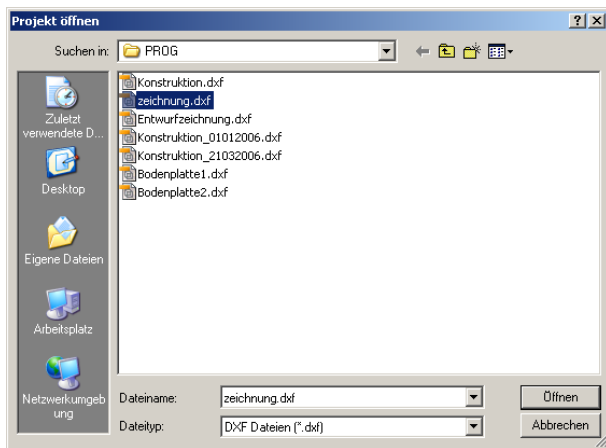 Projekt öffnen
Suchen in:
PROG
Zuletzt
verwendete D...
Desktop
Eigene Dateien
Arbeitsplatz
Netzwerkumgeb
ung
Konstruktion.dxf
zeichnung.dxf
Entwurfzeichnung.dxf
Konstruktion_01012006.dxf
Konstruktion_21032006.dxf
Bodenplatte1.dxf
Bodenplatte2.dxf
Dateiname:
zeichnung.dxf
Öffnen
Dateityp:
DXF Dateien (*.dxf)
Abbrechen